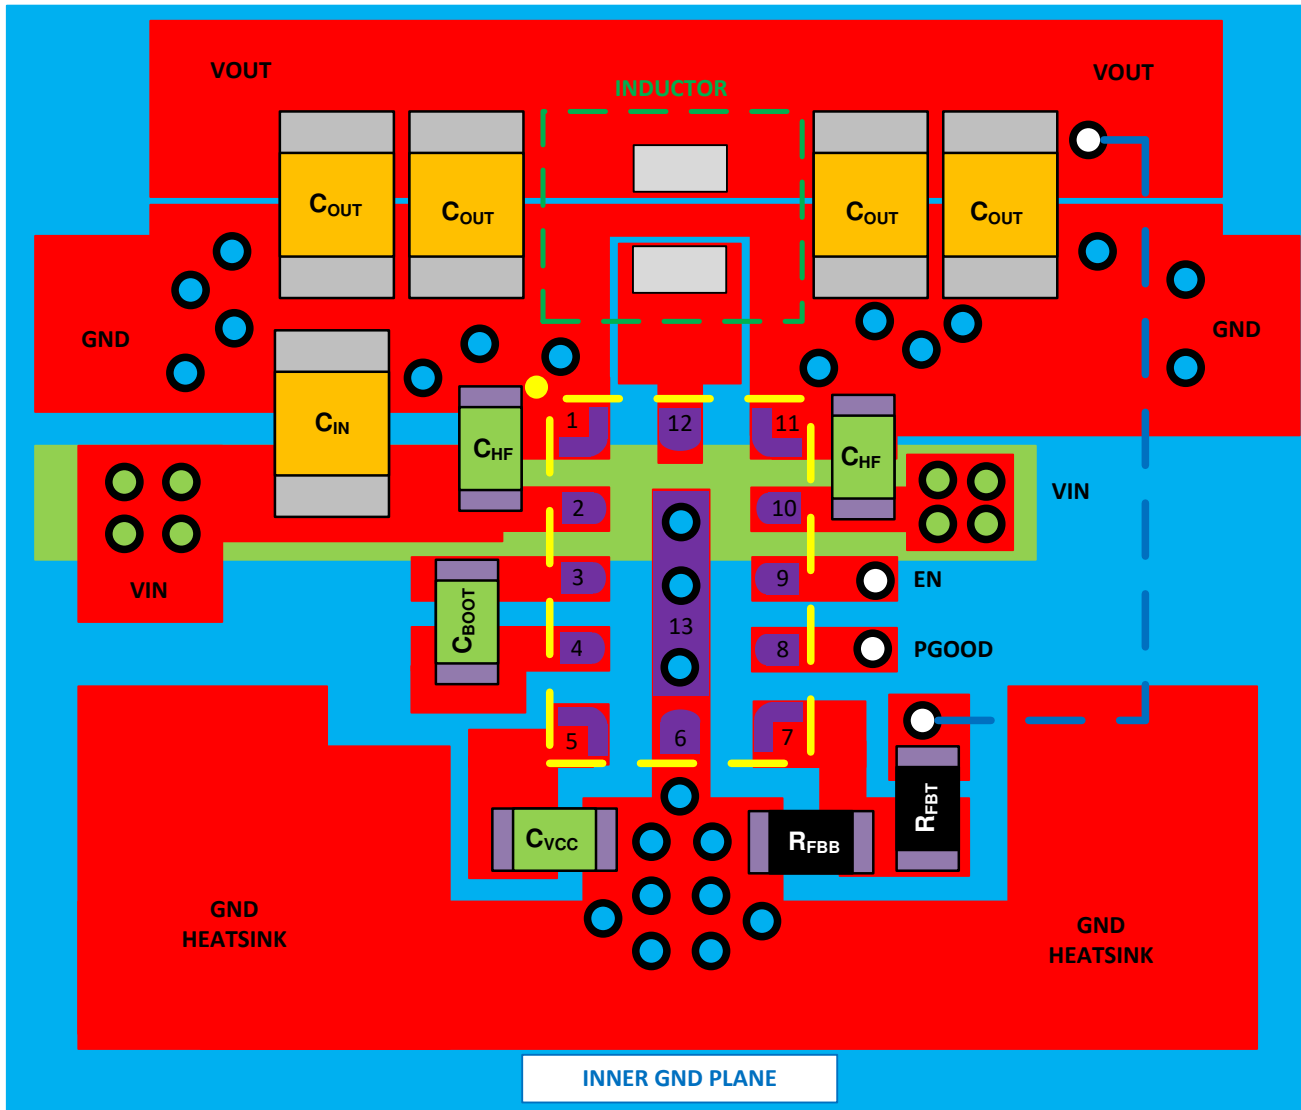 VOUT
INDUCTOR
VOUT
COUT
COUT
COUT
COUT
GND
GND
CIN
CHF
1
12
11
CHF
VIN
2
10
3
9
EN
VIN
CBOOT
4
13
8
PGOOD
5
6
7
CVCC
RFBB
RFBT
GND
HEATSINK
GND
HEATSINK
INNER GND PLANE